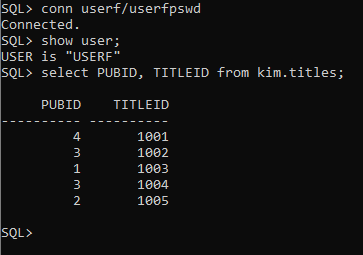 SQL> conn userf/userfpswd
Connected.
SQL> show user;
USER is "USERF"
SQL> select PUBID, TITLEID from kim.titles;
     PUBID    TITLEID
---------- ----------
         4       1001
         3       1002
         1       1003
         3       1004
         2       1005
SQL>